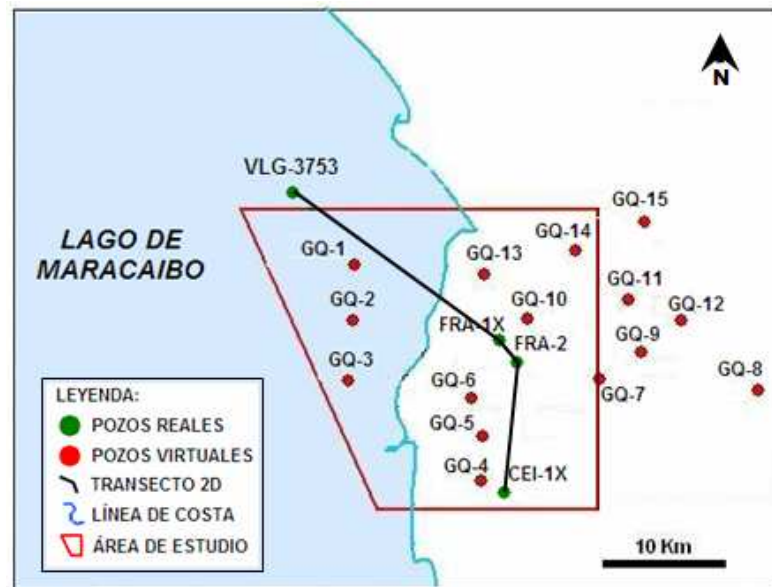 N
VLG-3753
GQ-15
LAGO DE
MARACAIBO
GQ-14
GQ-1
GQ-13
GQ-11
GQ-2
GQ-10
GQ-12
FRA-1X
FRA-2
GQ-9
GQ-3
GQ-6
GQ-7
GQ-8
LEYENDA:
POZOS REALES
POZOS VIRTUALES
TRANSECTO 2D
LÍNEA DE COSTA
ÁREA DE ESTUDIO
GQ-5
GQ-4
CEI-1X
10 Km